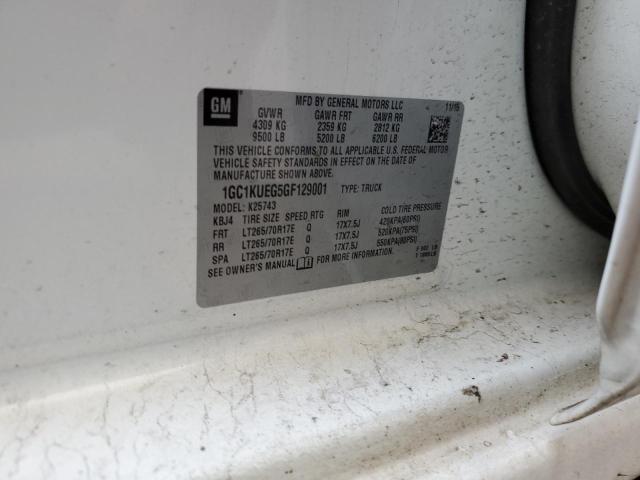 GM
MFD BY GENERAL MOTORS LLC 11/15
GVWR GAWR FRT GAWR RR
4309 KG 2359 KG 2812 KG
9500 LB 5200 LB 6200 LB
THIS VEHICLE CONFORMS TO ALL APPLICABLE U.S. FEDERAL MOTOR
VEHICLE SAFETY STANDARDS IN EFFECT ON THE DATE OF
MANUFACTURE SHOWN ABOVE.
1GC1KUEG5GF129001 TYPE: TRUCK
MODEL: K25743
KBJ4 TIRE SIZE SPEED RTG RIM
FRT LT265/70R17E Q 17X7.5J 420KPA(60PSI)
RR LT265/70R17E Q 17X7.5J 520KPA(75PSI)
SPA LT265/70R17E Q 17X7.5J 550KPA(80PSI)
SEE OWNER'S MANUAL FOR MORE INFORMATION.